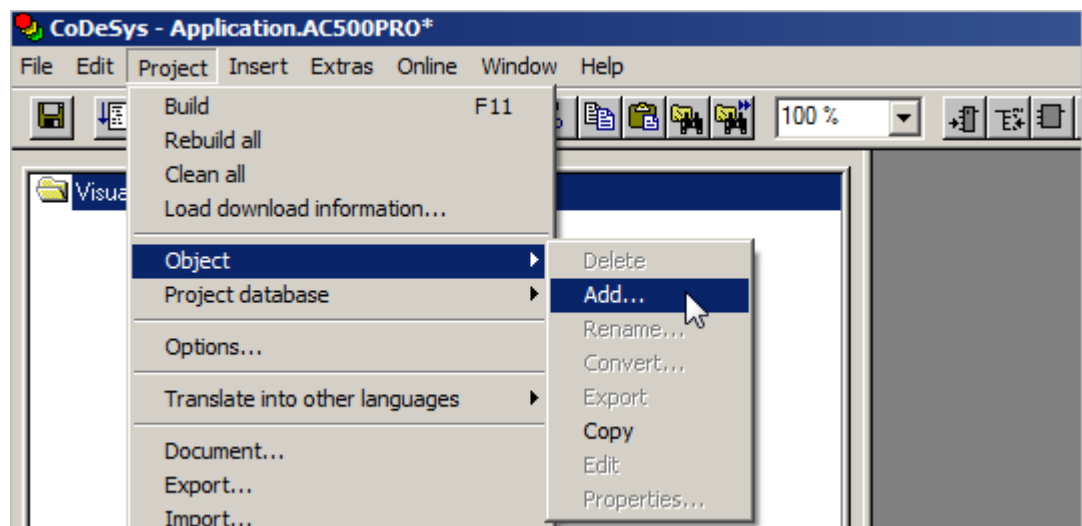 CoDeSys - Application.AC500PRO*
File Edit Project Insert Extras Online Window Help
Build F11
100 %
Rebuild all
Clean all
Load download information...
Object
Project database
Options...
Translate into other languages
Document...
Export...
Import...
Delete
Add...
Rename...
Convert...
Export
Copy
Edit
Properties...